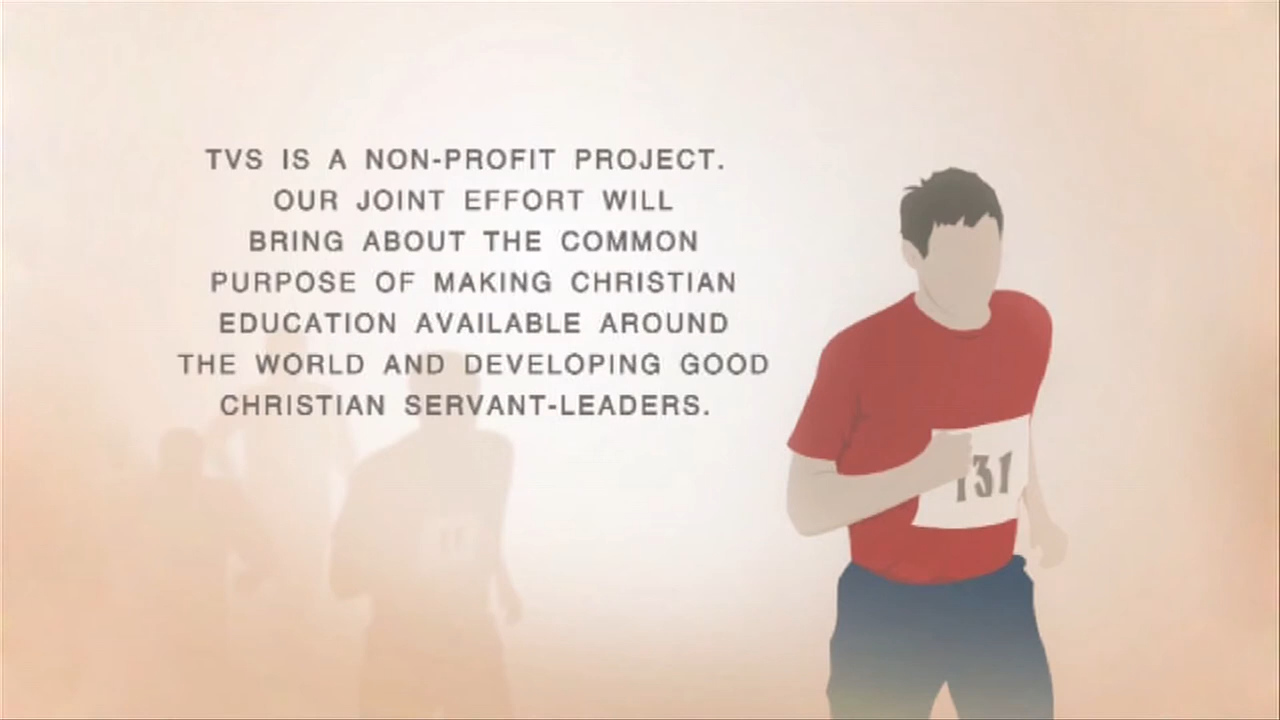 TVS IS A NON-PROFIT PROJECT.
OUR JOINT EFFORT WILL
BRING ABOUT THE COMMON
PURPOSE OF MAKING CHRISTIAN
EDUCATION AVAILABLE AROUND
THE WORLD AND DEVELOPING GOOD
CHRISTIAN SERVANT-LEADERS.
131